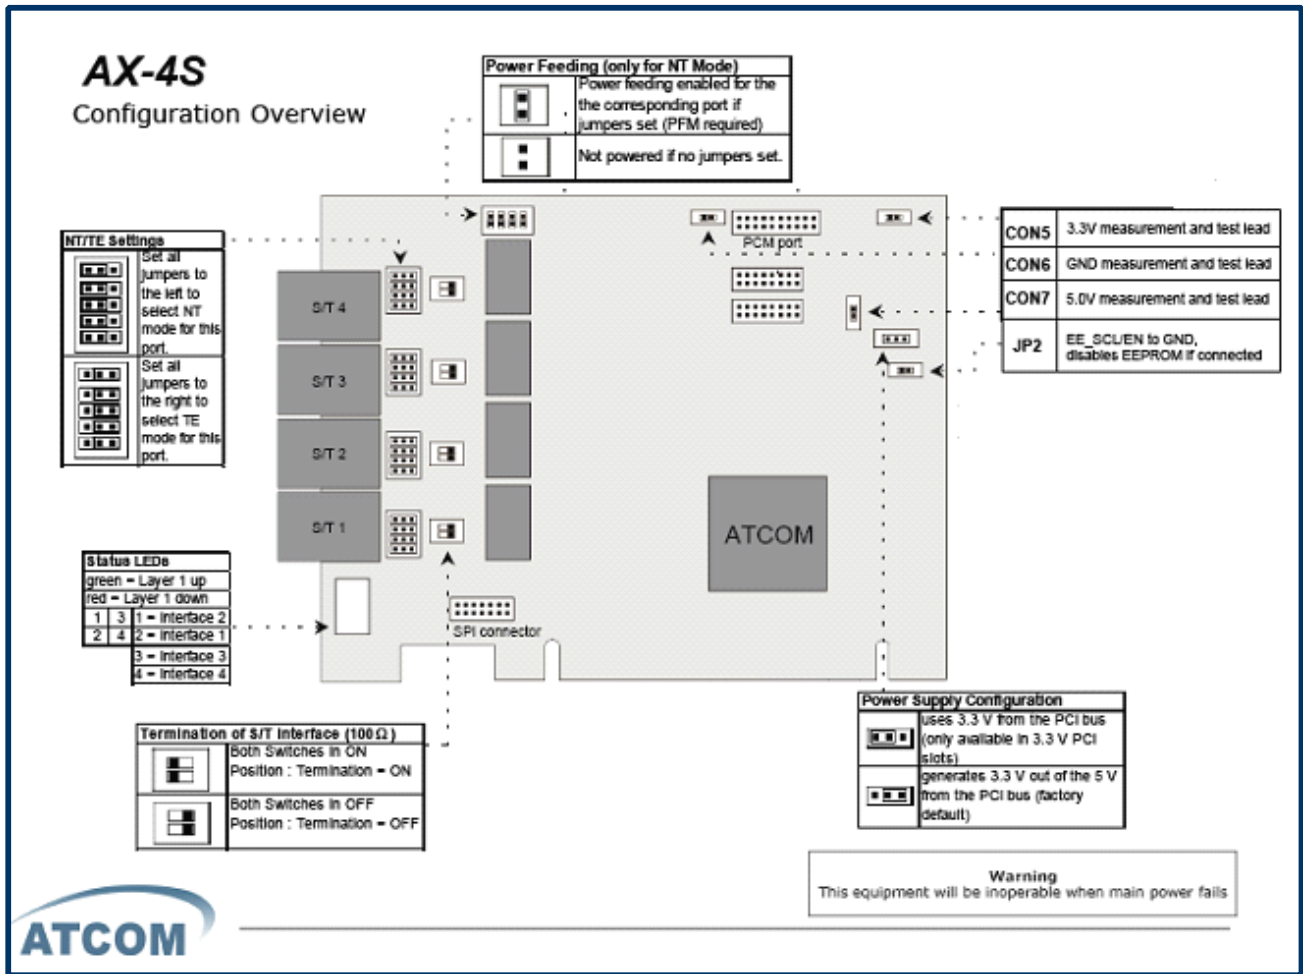 AX-4S
Configuration Overview
Power Feeding (only for NT Mode)
Power feeding enabled for the
the corresponding port if
jumpers set (PFM required)
Not powered if no jumpers set.
NT/TE Settings
Set all
jumpers to
the left to
select NT
mode for this
port.
Set all
jumpers to
the right to
select TE
mode for this
port.
PCM port
CON5 3.3V measurement and test lead
CON6 GND measurement and test lead
CON7 5.0V measurement and test lead
JP2 EE_SCL/EN to GND,
disables EEPROM if connected
S/T 4
S/T 3
S/T 2
S/T 1
ATCOM
SPI connector
Status LEDs
green = Layer 1 up
red = Layer 1 down
1 3 1 = Interface 2
2 4 2 = Interface 1
3 = Interface 3
4 = Interface 4
Termination of S/T Interface (100Ω)
Both Switches in ON
Position : Termination = ON
Both Switches in OFF
Position : Termination = OFF
Power Supply Configuration
uses 3.3 V from the PCI bus
(only available in 3.3 V PCI
slots)
generates 3.3 V out of the 5 V
from the PCI bus (factory
default)
Warning
This equipment will be inoperable when main power fails
ATCOM